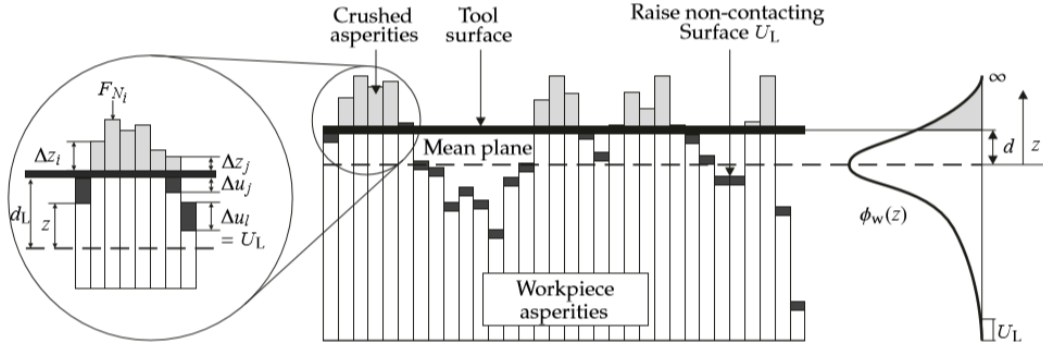 Crushed
asperities
Tool
surface
Raise non-contacting
Surface U_L
F_{N_i}
Δz_i
Δz_j
Δu_j
d_L
z
Δu_l
= U_L
Mean plane
Workpiece
asperities
∞
d
z
ϕ_w(z)
U_L